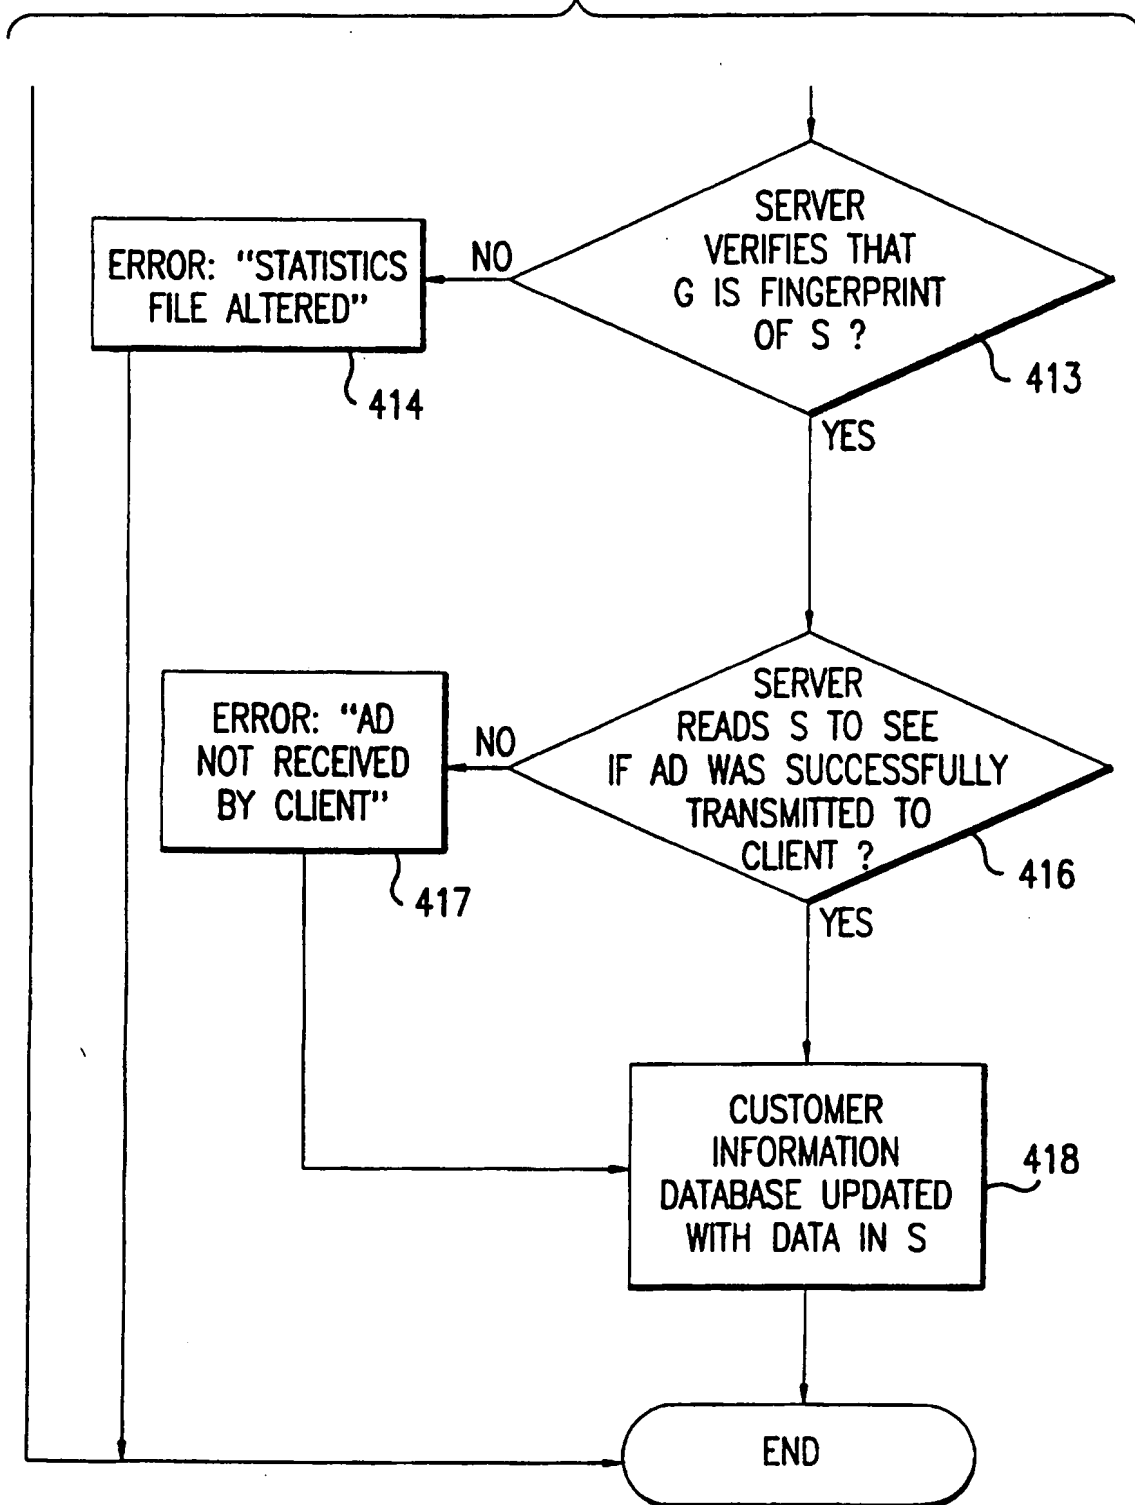 SERVER
VERIFIES THAT
G IS FINGERPRINT
OF S ?
413
NO
ERROR: "STATISTICS
FILE ALTERED"
414
YES
SERVER
READS S TO SEE
IF AD WAS SUCCESSFULLY
TRANSMITTED TO
CLIENT ?
416
NO
ERROR: "AD
NOT RECEIVED
BY CLIENT"
417
YES
CUSTOMER
INFORMATION
DATABASE UPDATED
WITH DATA IN S
418
END